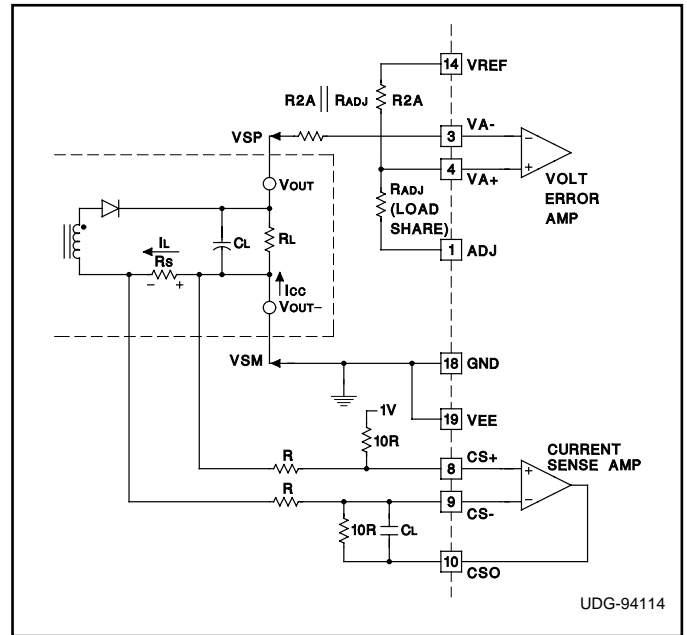 14 VREF
R2A || RADJ R2A
VSP
VA-
3
4 VA+
VOLT
ERROR
AMP
VOUT
RADJ
(LOAD
SHARE)
1 ADJ
IL
RS
- +
CL
RL
ICC
VOUT-
VSM
18 GND
19 VEE
1V
10R
R
8 CS+
CURRENT
SENSE AMP
R
9 CS-
10R CL
10 CSO
- +
+ -
UDG-94114